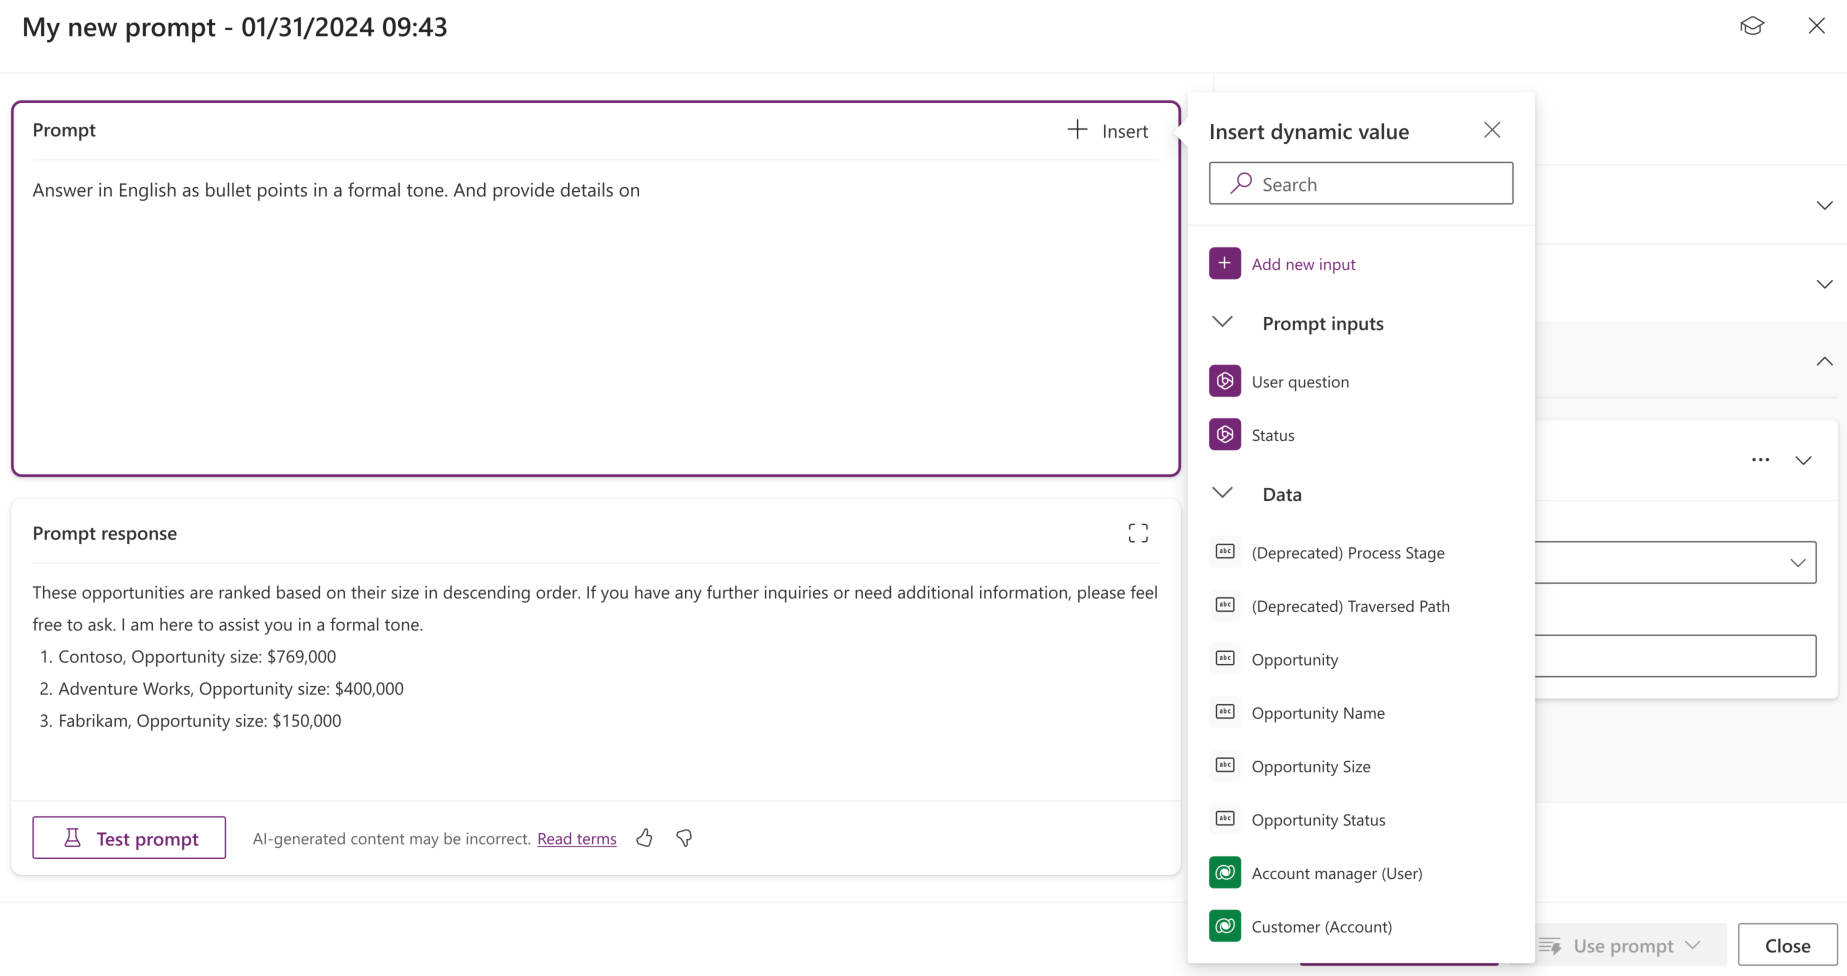 My new prompt - 01/31/2024 09:43
Prompt
Insert
Answer in English as bullet points in a formal tone. And provide details on
Prompt response
These opportunities are ranked based on their size in descending order. If you have any further inquiries or need additional information, please feel
free to ask. I am here to assist you in a formal tone.
1. Contoso, Opportunity size: $769,000
2. Adventure Works, Opportunity size: $400,000
3. Fabrikam, Opportunity size: $150,000
Test prompt
AI-generated content may be incorrect. Read terms
Insert dynamic value
Search
Add new input
Prompt inputs
User question
Status
Data
abc (Deprecated) Process Stage
abc (Deprecated) Traversed Path
abc Opportunity
abc Opportunity Name
abc Opportunity Size
abc Opportunity Status
Account manager (User)
Customer (Account)
Use prompt
Close